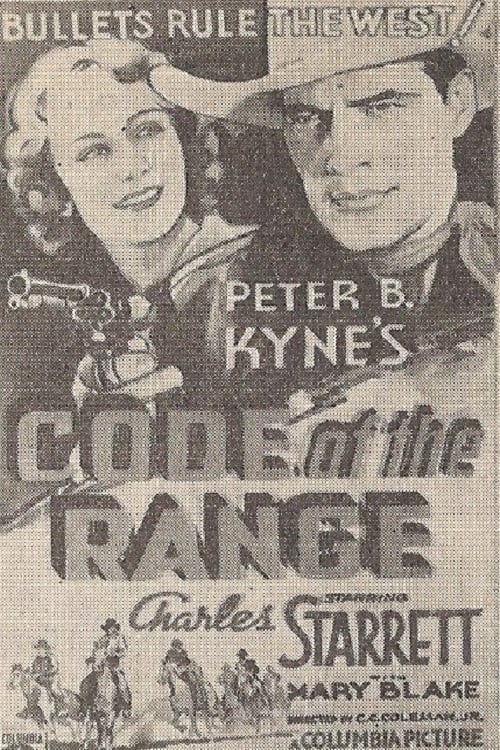 BULLETS RULE THE WEST!
PETER B.
KYNE'S
CODE of the
RANGE
STARRING
Charles STARRETT
WITH
MARY BLAKE
DIRECTED BY C.C. COLEMAN, JR.
A COLUMBIA PICTURE
COLUMBIA